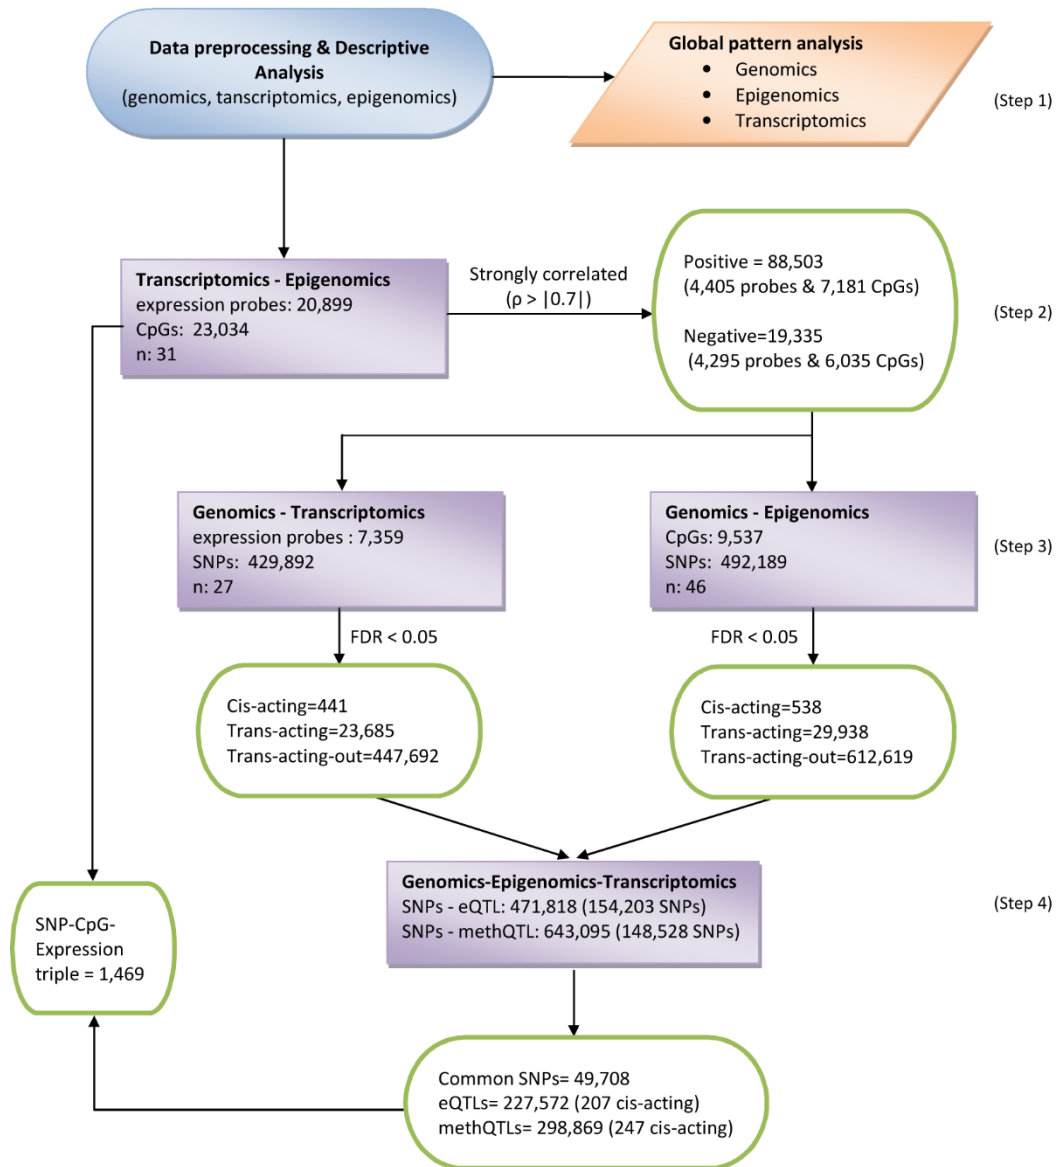 Data preprocessing & Descriptive
Analysis
(genomics, tanscriptomics, epigenomics)
Global pattern analysis
• Genomics
• Epigenomics
• Transcriptomics
(Step 1)
Transcriptomics - Epigenomics
expression probes: 20,899
CpGs: 23,034
n: 31
Strongly correlated
(ρ > |0.7|)
Positive = 88,503
(4,405 probes & 7,181 CpGs)
Negative=19,335
(4,295 probes & 6,035 CpGs)
(Step 2)
Genomics - Transcriptomics
expression probes : 7,359
SNPs: 429,892
n: 27
Genomics - Epigenomics
CpGs: 9,537
SNPs: 492,189
n: 46
(Step 3)
FDR < 0.05
FDR < 0.05
Cis-acting=441
Trans-acting=23,685
Trans-acting-out=447,692
Cis-acting=538
Trans-acting=29,938
Trans-acting-out=612,619
Genomics-Epigenomics-Transcriptomics
SNPs - eQTL: 471,818 (154,203 SNPs)
SNPs - methQTL: 643,095 (148,528 SNPs)
(Step 4)
SNP-CpG-
Expression
triple = 1,469
Common SNPs= 49,708
eQTLs= 227,572 (207 cis-acting)
methQTLs= 298,869 (247 cis-acting)